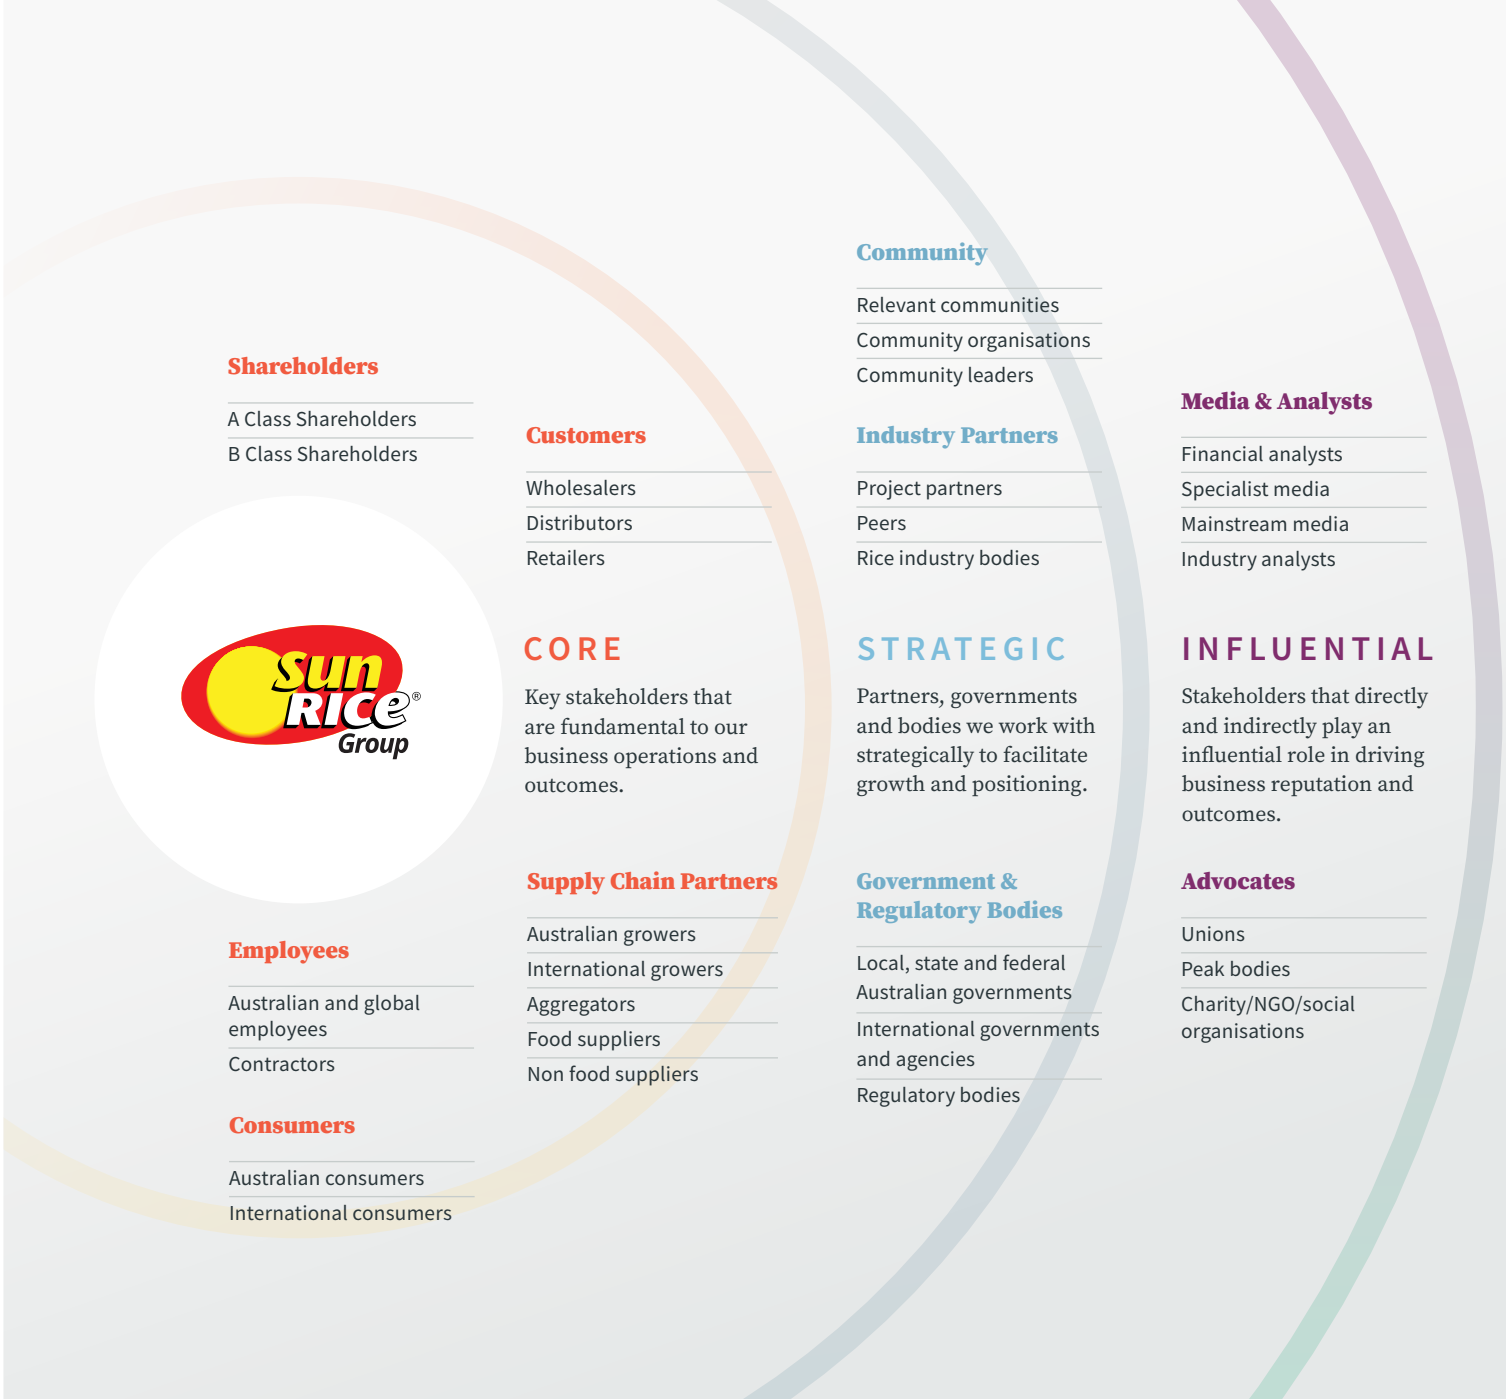 Shareholders
A Class Shareholders
B Class Shareholders
Sun
RICe®
Group
Employees
Australian and global
employees
Contractors
Consumers
Australian consumers
International consumers
Customers
Wholesalers
Distributors
Retailers
CORE
Key stakeholders that
are fundamental to our
business operations and
outcomes.
Supply Chain Partners
Australian growers
International growers
Aggregators
Food suppliers
Non food suppliers
Community
Relevant communities
Community organisations
Community leaders
Industry Partners
Project partners
Peers
Rice industry bodies
STRATEGIC
Partners, governments
and bodies we work with
strategically to facilitate
growth and positioning.
Government &
Regulatory Bodies
Local, state and federal
Australian governments
International governments
and agencies
Regulatory bodies
Media & Analysts
Financial analysts
Specialist media
Mainstream media
Industry analysts
INFLUENTIAL
Stakeholders that directly
and indirectly play an
influential role in driving
business reputation and
outcomes.
Advocates
Unions
Peak bodies
Charity/NGO/social
organisations